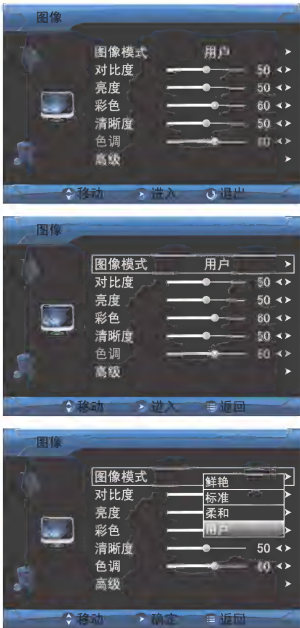 图像
图像模式 用户
对比度 50
亮度 50
彩色 60
清晰度 50
色调
高级
移动 进入 退出
图像
图像模式 用户
对比度 50
亮度 50
彩色 60
清晰度 50
色调
高级
移动 进入 返回
图像
图像模式
鲜艳
对比度
标准
亮度
柔和
彩色
用户
清晰度 50
色调
高级
移动 确定 返回